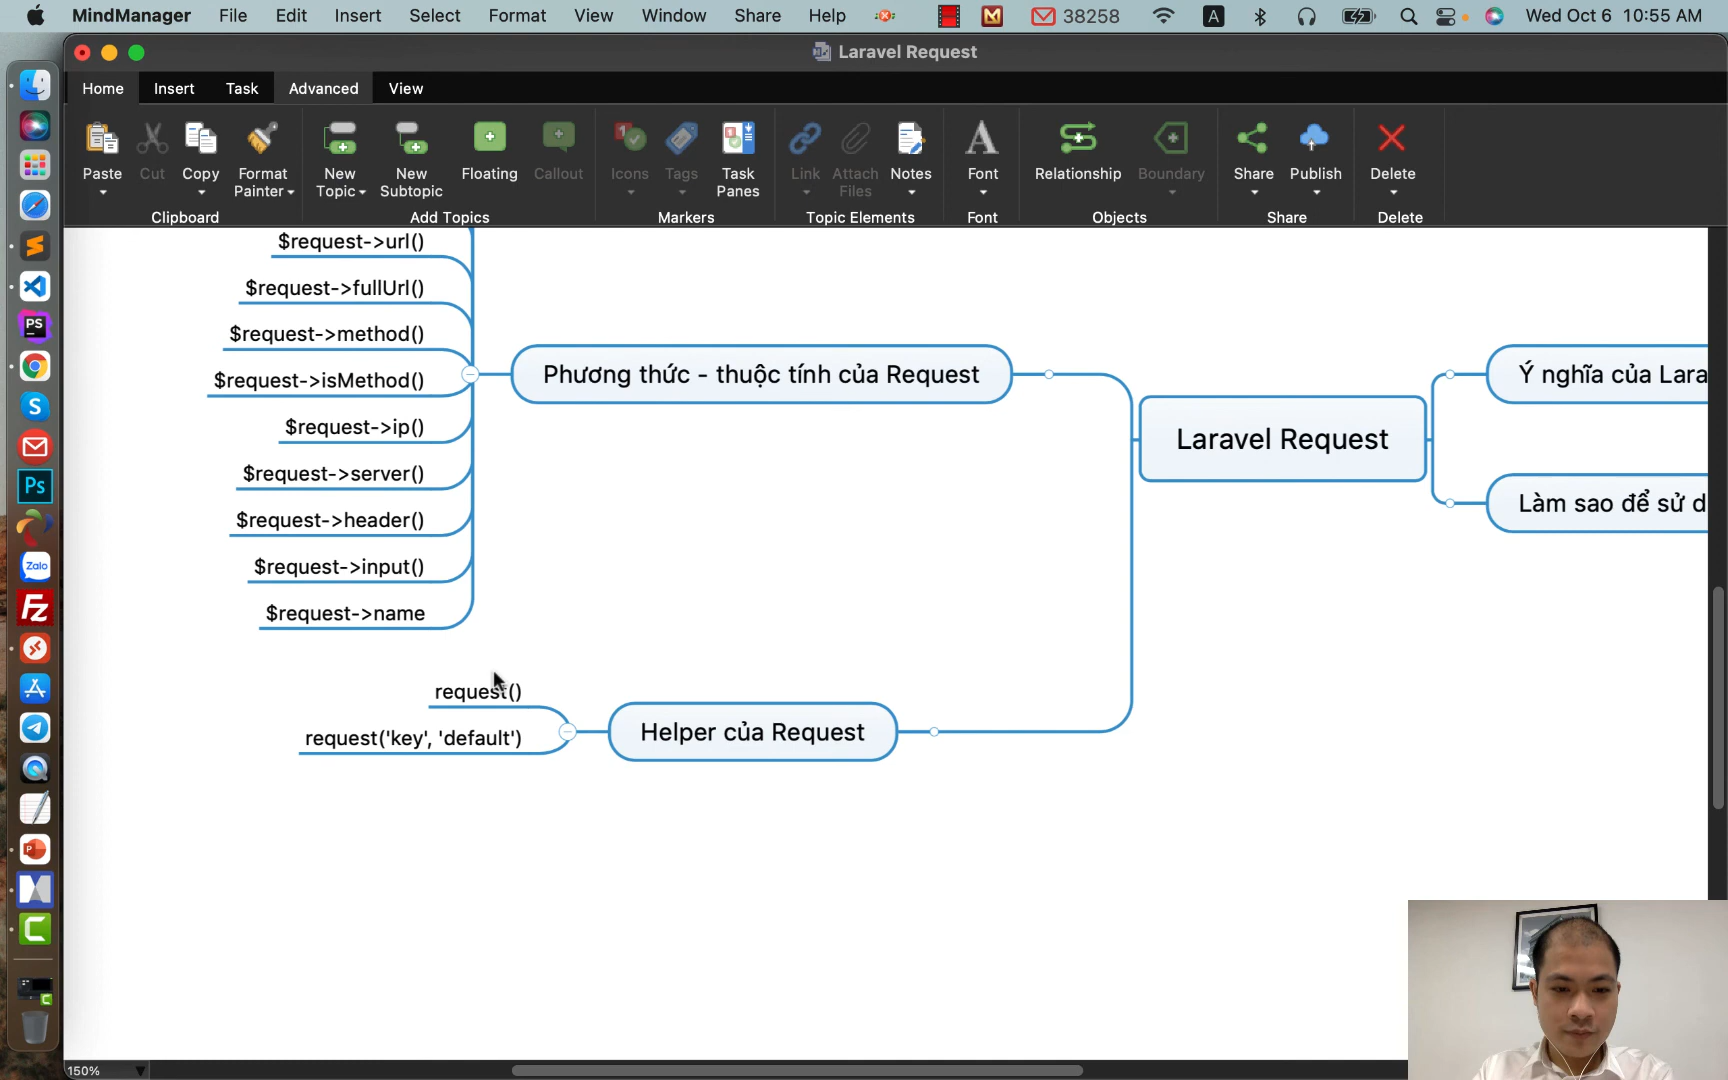 MindManager File Edit Insert Select Format View Window Share Help 38258 A Wed Oct 6 10:55 AM
Laravel Request
Home Insert Task Advanced View
Paste Cut Copy Format Painter New Topic New Subtopic Floating Callout Icons Tags Task Panes Link Attach Files Notes Font Relationship Boundary Share Publish Delete
Clipboard Add Topics Markers Topic Elements Font Objects Share Delete
$request->url()
$request->fullUrl()
$request->method()
$request->isMethod()
$request->ip()
$request->server()
$request->header()
$request->input()
$request->name
Phương thức - thuộc tính của Request
Laravel Request
Ý nghĩa của Lara
Làm sao để sử d
request()
request('key', 'default')
Helper của Request
PS
S
Ps
Zalo
FZ
150%